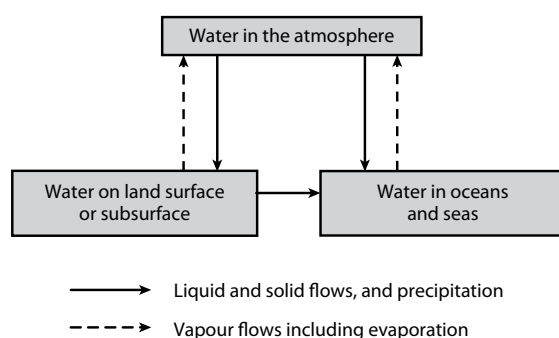 Water in the atmosphere
Water on land surface
or subsurface
Water in oceans
and seas
Liquid and solid flows, and precipitation
Vapour flows including evaporation